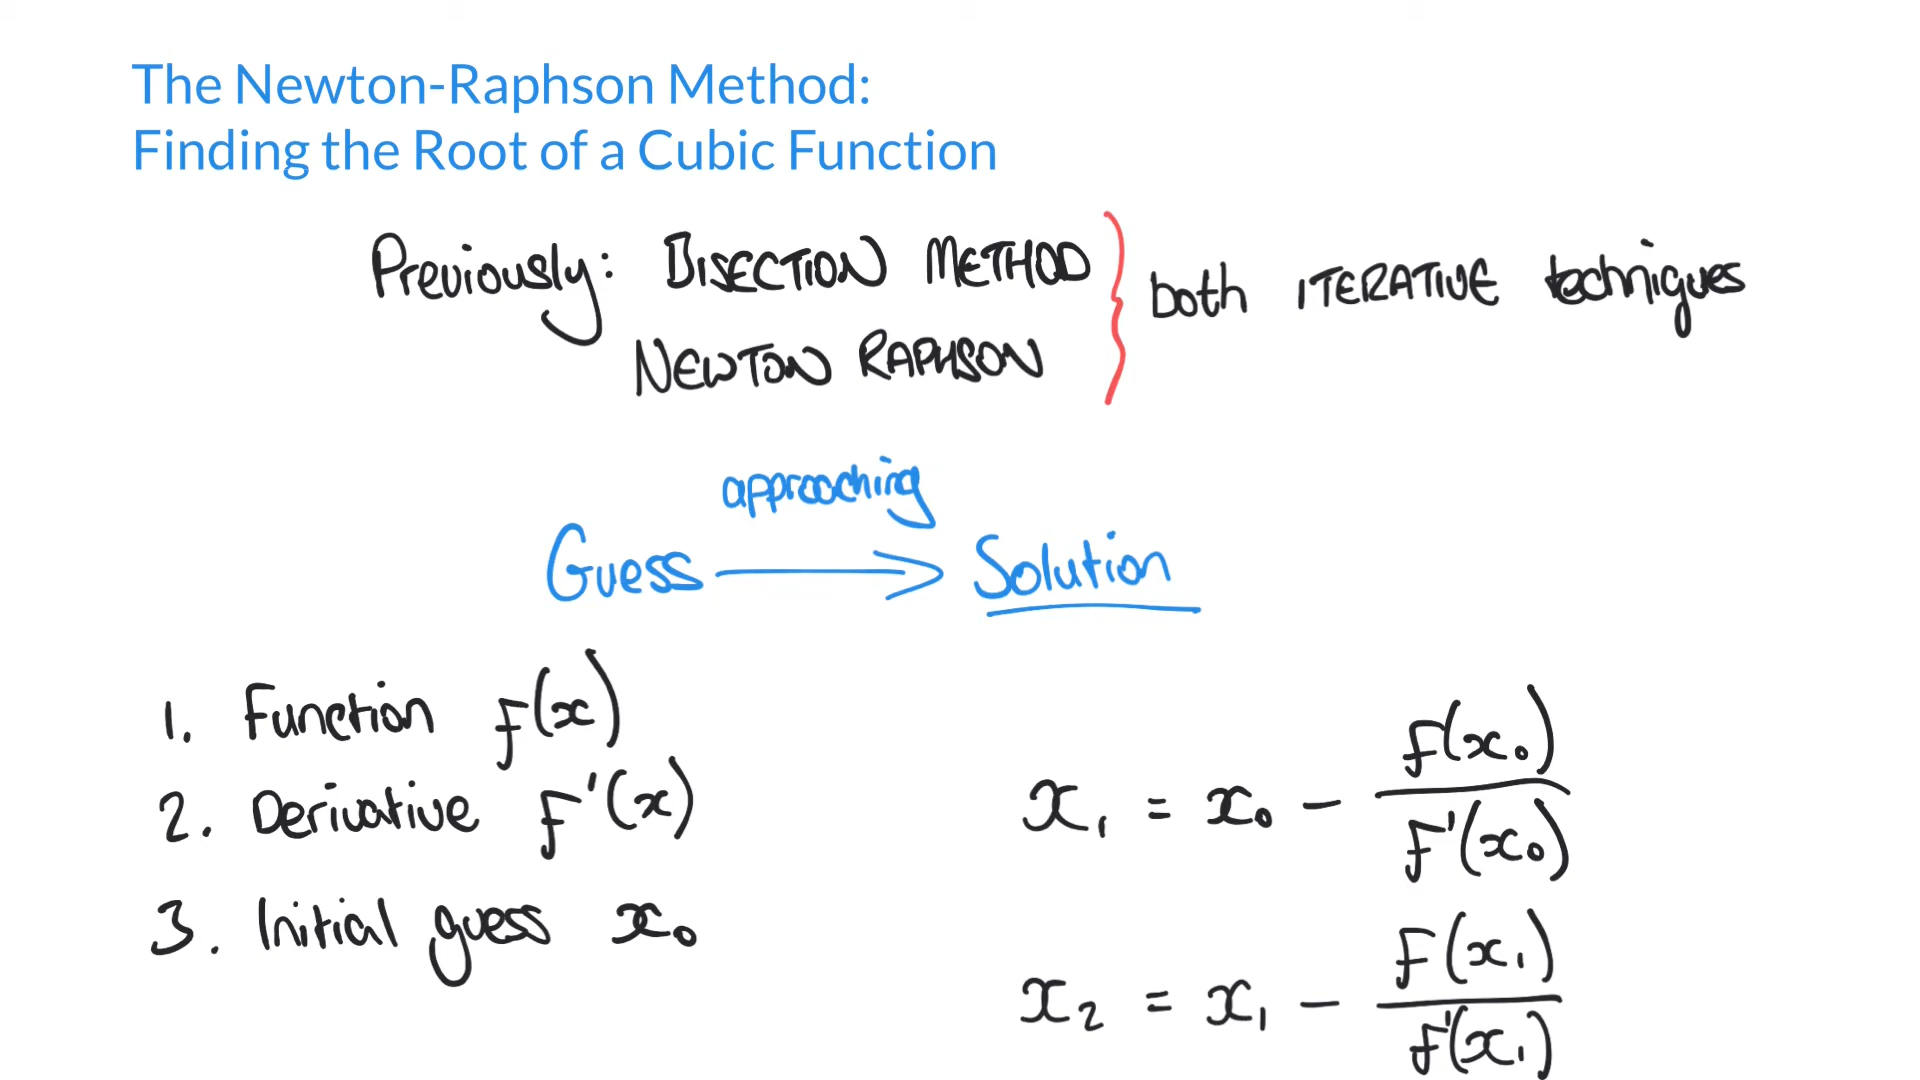 The Newton-Raphson Method:
Finding the Root of a Cubic Function
Previously: BISECTION METHOD
NEWTON RAPHSON
both ITERATIVE techniques
approaching
Guess → Solution
1. Function f(x)
2. Derivative f'(x)
3. Initial guess x₀
x₁ = x₀ - f(x₀) / f'(x₀)
x₂ = x₁ - f(x₁) / f'(x₁)